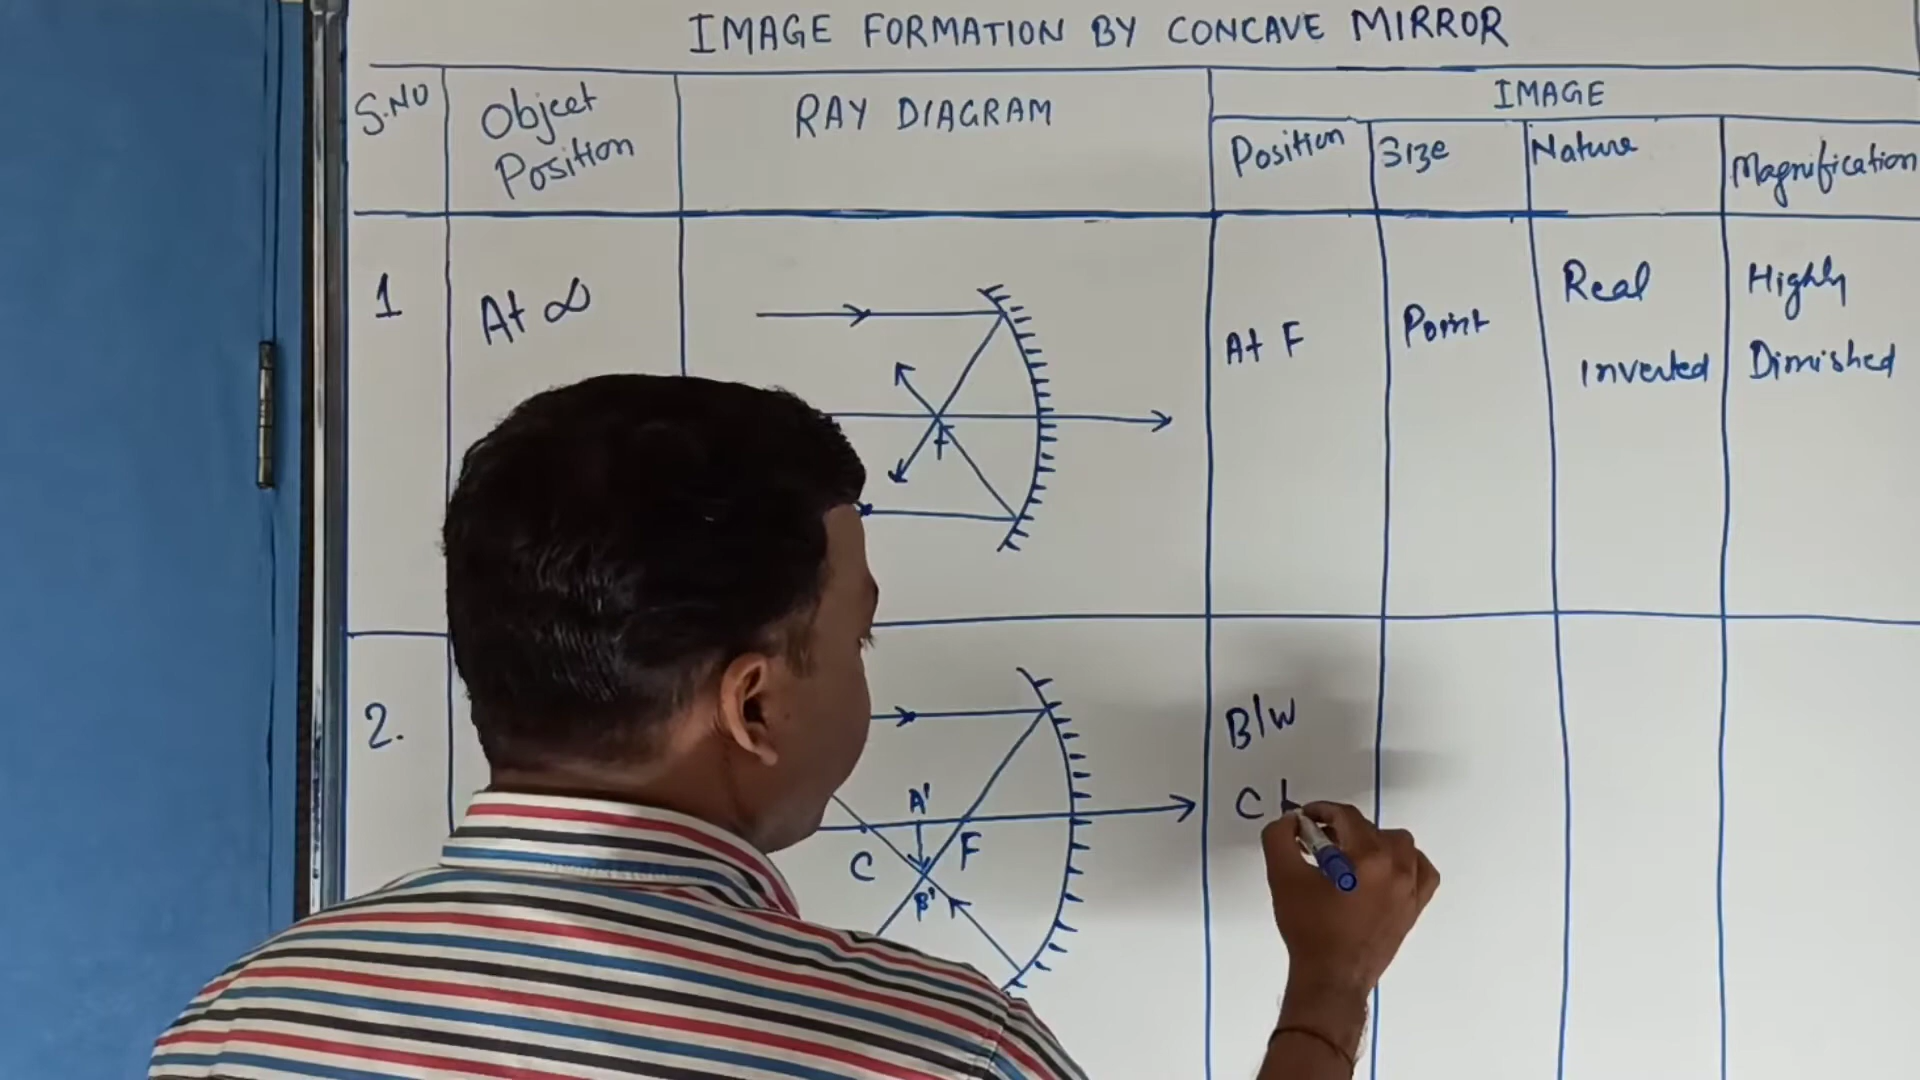 IMAGE FORMATION BY CONCAVE MIRROR
S.NO
Object
Position
RAY DIAGRAM
IMAGE
Position
Size
Nature
Magnification
1
At ∞
F
At F
Point
Real
Inverted
Highly
Dimished
2.
A'
C
F
B'
B/W
C